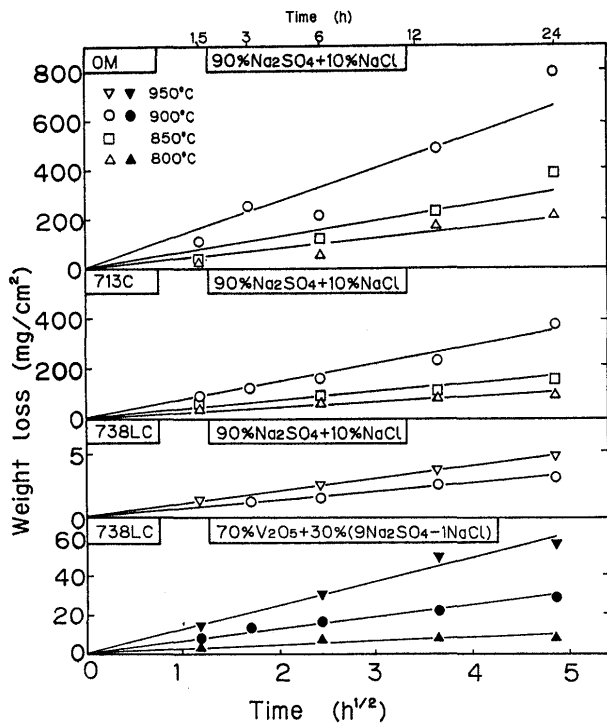 Time (h)
1.5 3 6 12 24
OM 90%Na2SO4+10%NaCl
800
600
400
200
0
▽ ▼ 950°C
○ ● 900°C
□ 850°C
△ ▲ 800°C
713C 90%Na2SO4+10%NaCl
400
200
0
738LC 90%Na2SO4+10%NaCl
5
0
738LC 70%V2O5+30%(9Na2SO4-1NaCl)
60
40
20
0
Weight loss (mg/cm²)
0 1 2 3 4 5
Time (h^1/2)